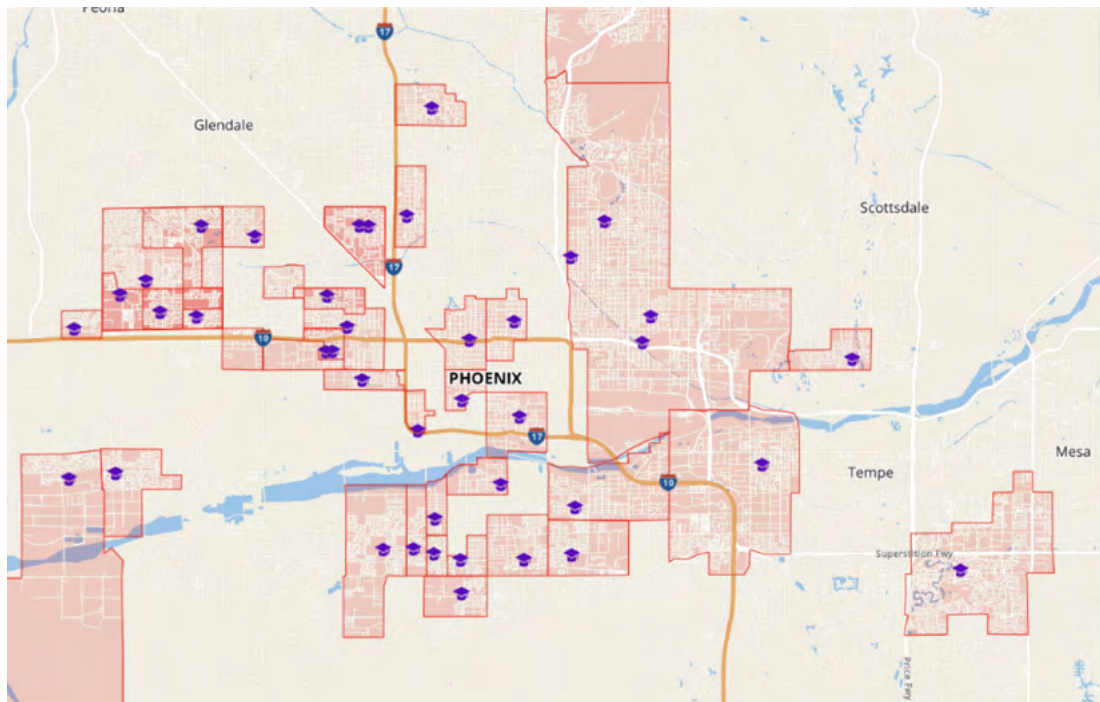 Peoria
17
Glendale
Scottsdale
17
10
PHOENIX
17
Mesa
Tempe
10
Superstition Fwy
Price Fwy